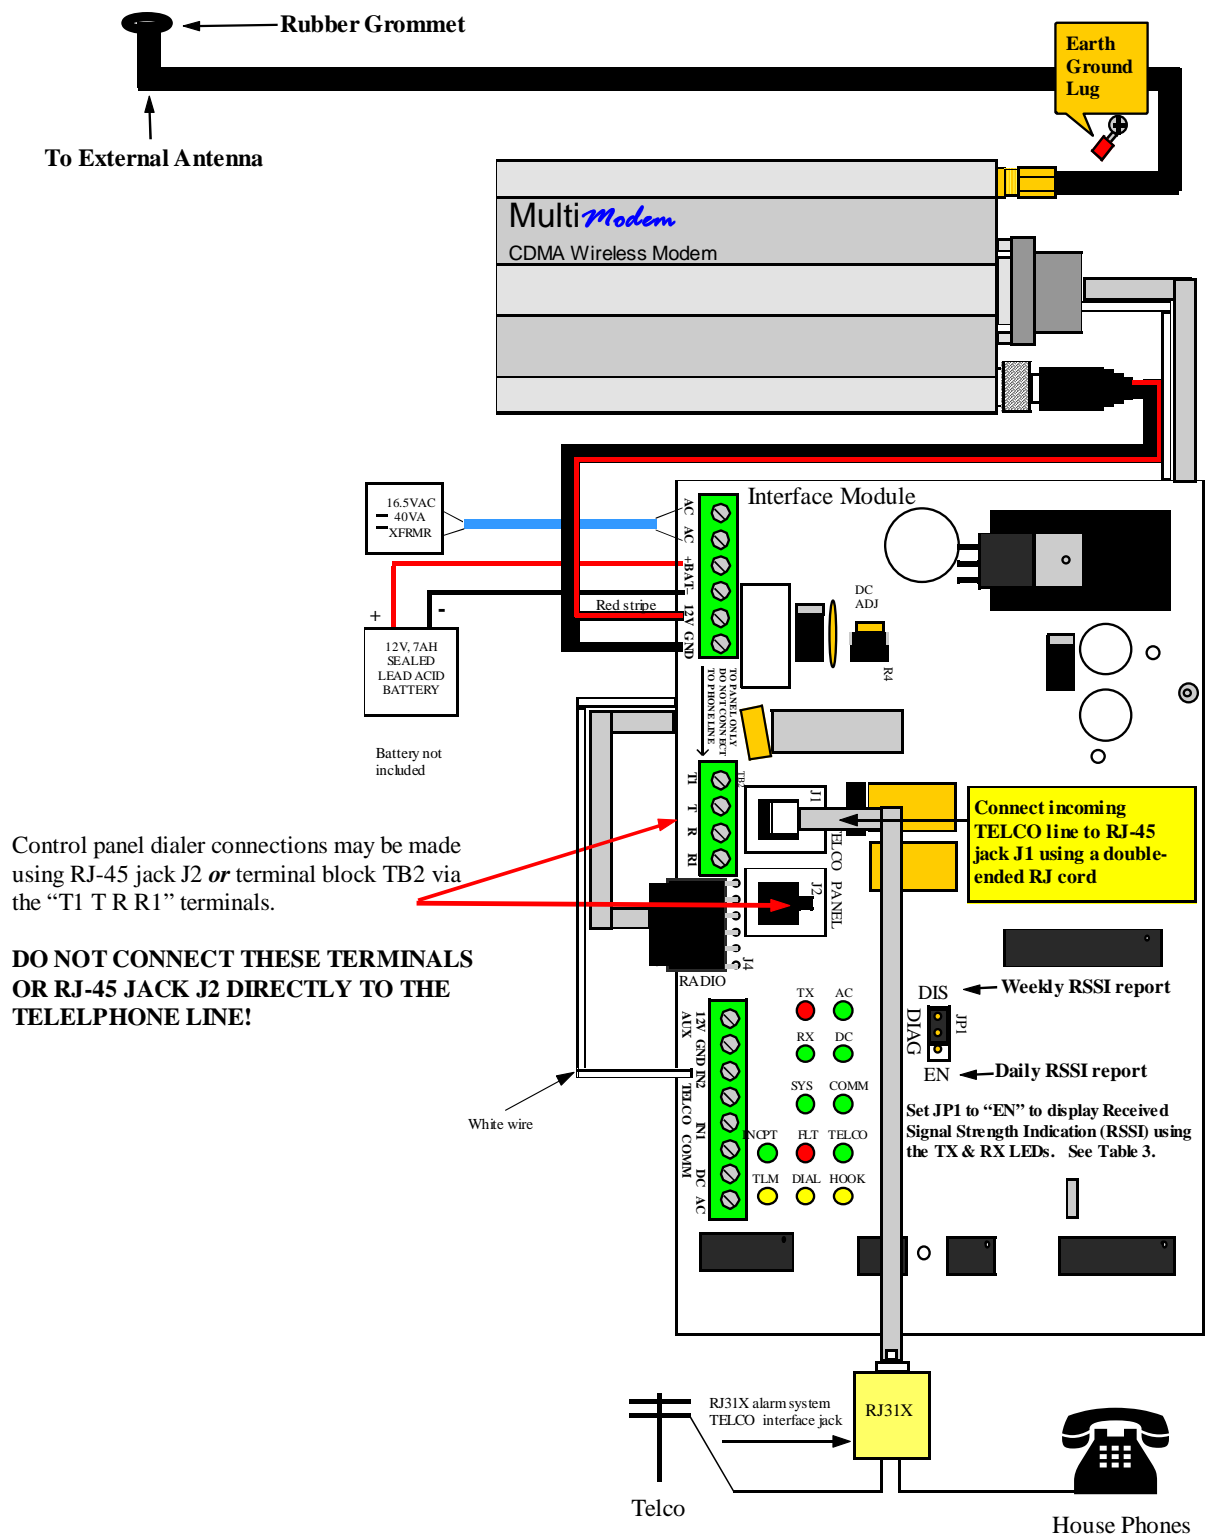 Rubber Grommet
Earth
Ground
Lug
To External Antenna
MultiModem
CDMA Wireless Modem
Interface Module
16.5VAC
40VA
XFRMR
AC
AC
+BAT–
12V
GND
Red stripe
+
-
12V, 7AH
SEALED
LEAD ACID
BATTERY
Battery not
included
DC
ADJ
R4
TO PANEL ONLY
DO NOT CONNECT
TO PHONE LINE
TB2
T1
T
R
R1
J1
TELCO
PANEL
J2
J4
RADIO
Connect incoming
TELCO line to RJ-45
jack J1 using a double-
ended RJ cord
Control panel dialer connections may be made
using RJ-45 jack J2 or terminal block TB2 via
the “T1 T R R1” terminals.
DO NOT CONNECT THESE TERMINALS
OR RJ-45 JACK J2 DIRECTLY TO THE
TELELPHONE LINE!
12V
AUX
GND
IN2
TELCO
IN1
COMM
DC
AC
TX
AC
RX
DC
SYS
COMM
INCPT
FLT
TELCO
TLM
DIAL
HOOK
DIS
DIAG
JP1
EN
Weekly RSSI report
Daily RSSI report
Set JP1 to “EN” to display Received
Signal Strength Indication (RSSI) using
the TX & RX LEDs. See Table 3.
White wire
RJ31X alarm system
TELCO interface jack
RJ31X
Telco
House Phones